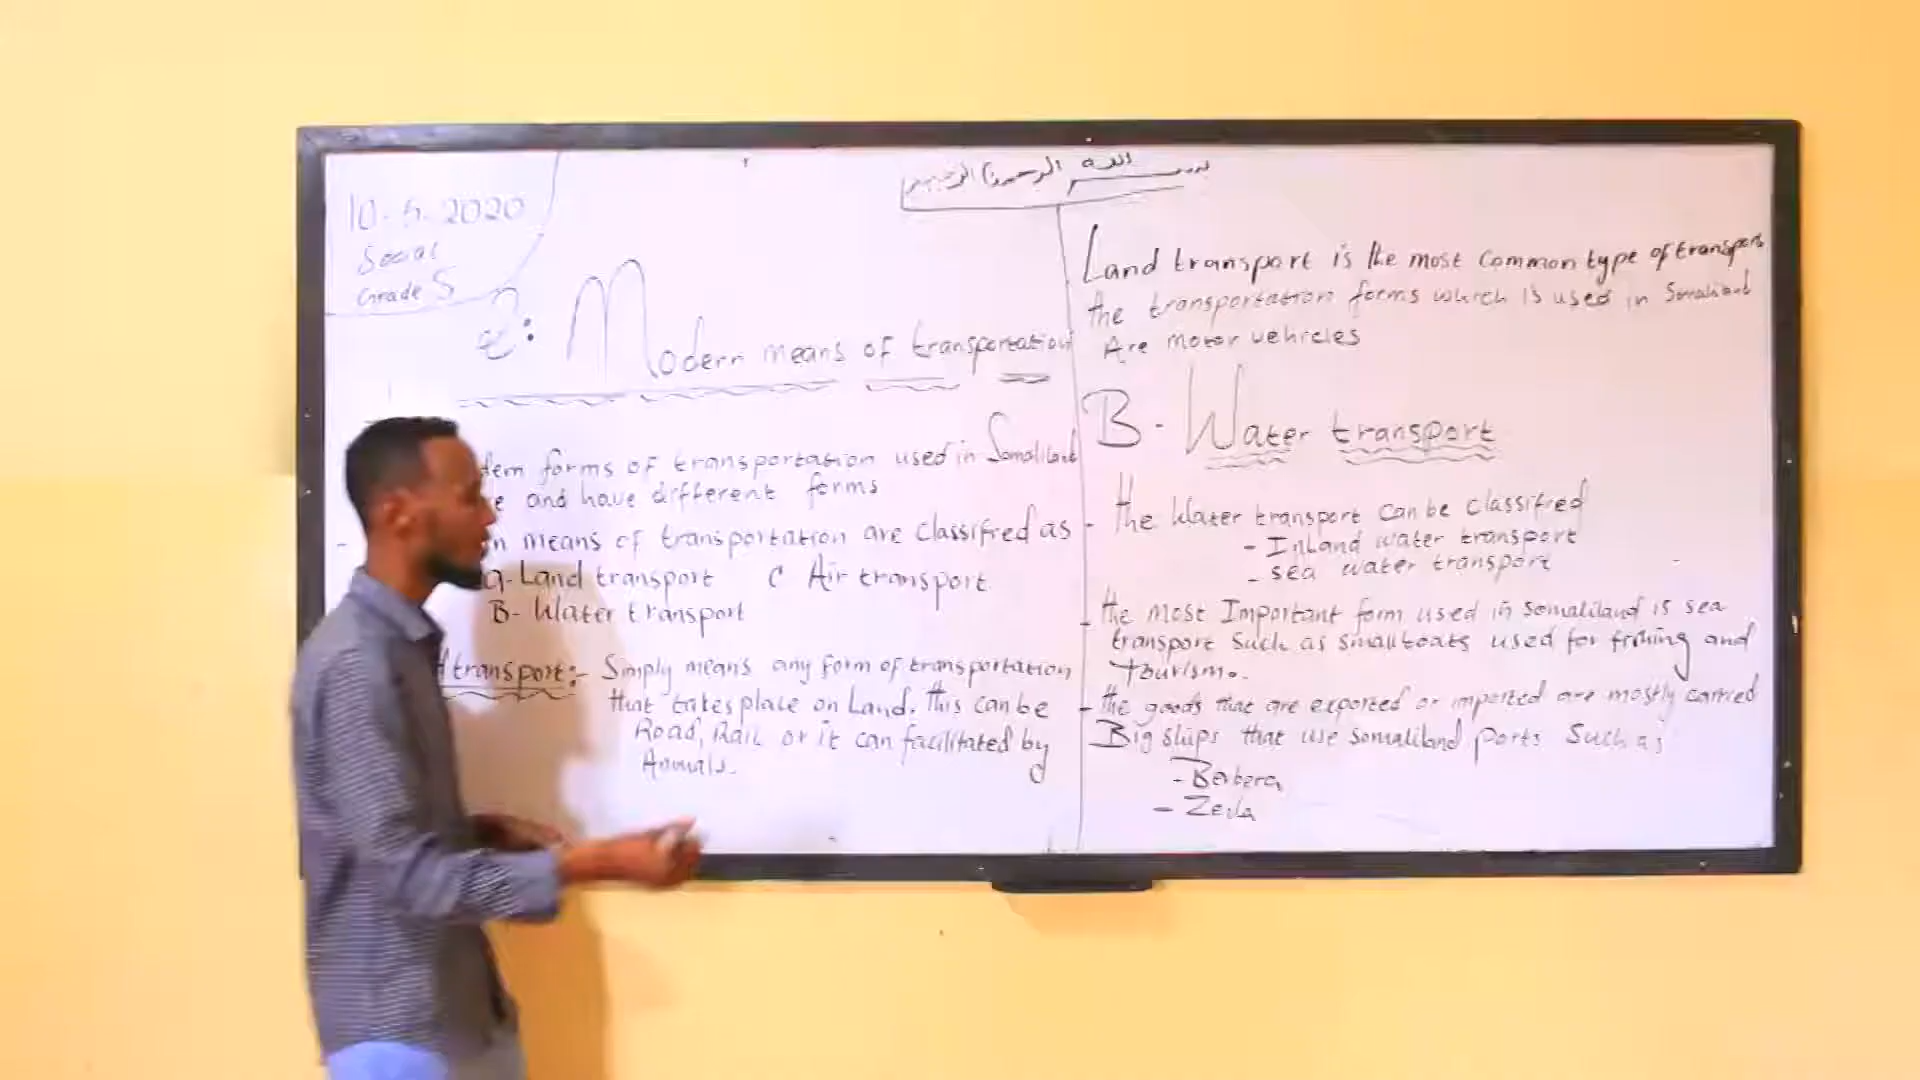 بسم الله الرحمن الرحيم
10-5-2020
Social
Grade 5
2: Modern means of transportation
dern forms of transportation used in Somaliland
e and have different forms
- n means of transportation are classified as
a- Land transport C Air transport
B- Water transport
transport:- Simply means any form of transportation
that takes place on Land. This can be
Road, Rail or it can facilitated by
Animals.
Land transport is the most common type of transport
the transportation forms which is used in Somaliland
Are motor vehicles
B - Water transport
- The Water transport can be classified
- Inland water transport
- sea water transport
- the most Important form used in somaliland is sea
transport such as small boats used for fishing and
tourism.
- the goods that are exported or imported are mostly carried
Big ships that use somaliland ports such as
- Berbera
- Zeila